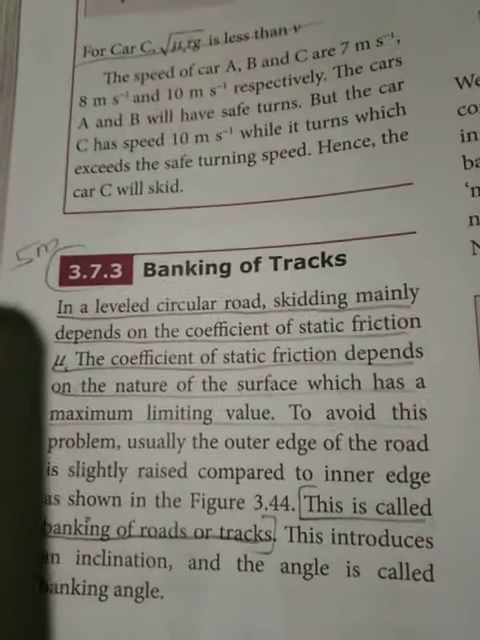 For Car C, √μₛrg is less than v
The speed of car A, B and C are 7 m s⁻¹,
8 m s⁻¹ and 10 m s⁻¹ respectively. The cars
A and B will have safe turns. But the car
C has speed 10 m s⁻¹ while it turns which
exceeds the safe turning speed. Hence, the
car C will skid.
5m
3.7.3 Banking of Tracks
In a leveled circular road, skidding mainly
depends on the coefficient of static friction
μₛ The coefficient of static friction depends
on the nature of the surface which has a
maximum limiting value. To avoid this
problem, usually the outer edge of the road
is slightly raised compared to inner edge
as shown in the Figure 3.44. This is called
banking of roads or tracks. This introduces
an inclination, and the angle is called
banking angle.
We
co
in
ba